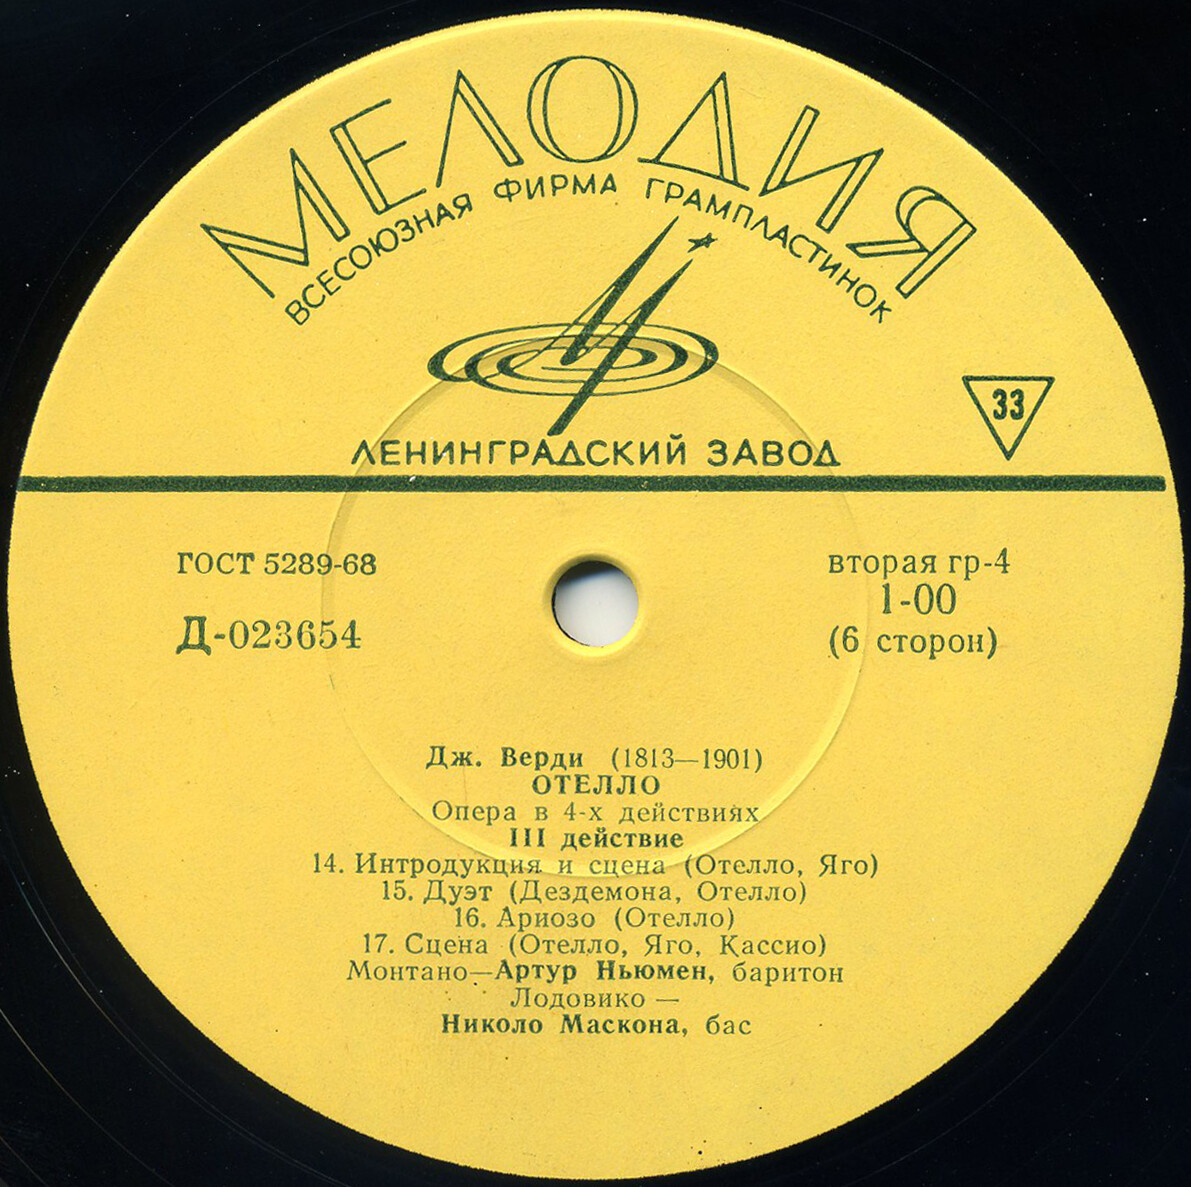 МЕЛОДИЯ
ВСЕСОЮЗНАЯ ФИРМА ГРАМПЛАСТИНОК
33
ЛЕНИНГРАДСКИЙ ЗАВОД
ГОСТ 5289-68
Д-023654
вторая гр-4
1-00
(6 сторон)
Дж. Верди (1813—1901)
ОТЕЛЛО
Опера в 4-х действиях
III действие
14. Интродукция и сцена (Отелло, Яго)
15. Дуэт (Дездемона, Отелло)
16. Ариозо (Отелло)
17. Сцена (Отелло, Яго, Кассио)
Монтано—Артур Ньюмен, баритон
Лодовико —
Николо Маскона, бас